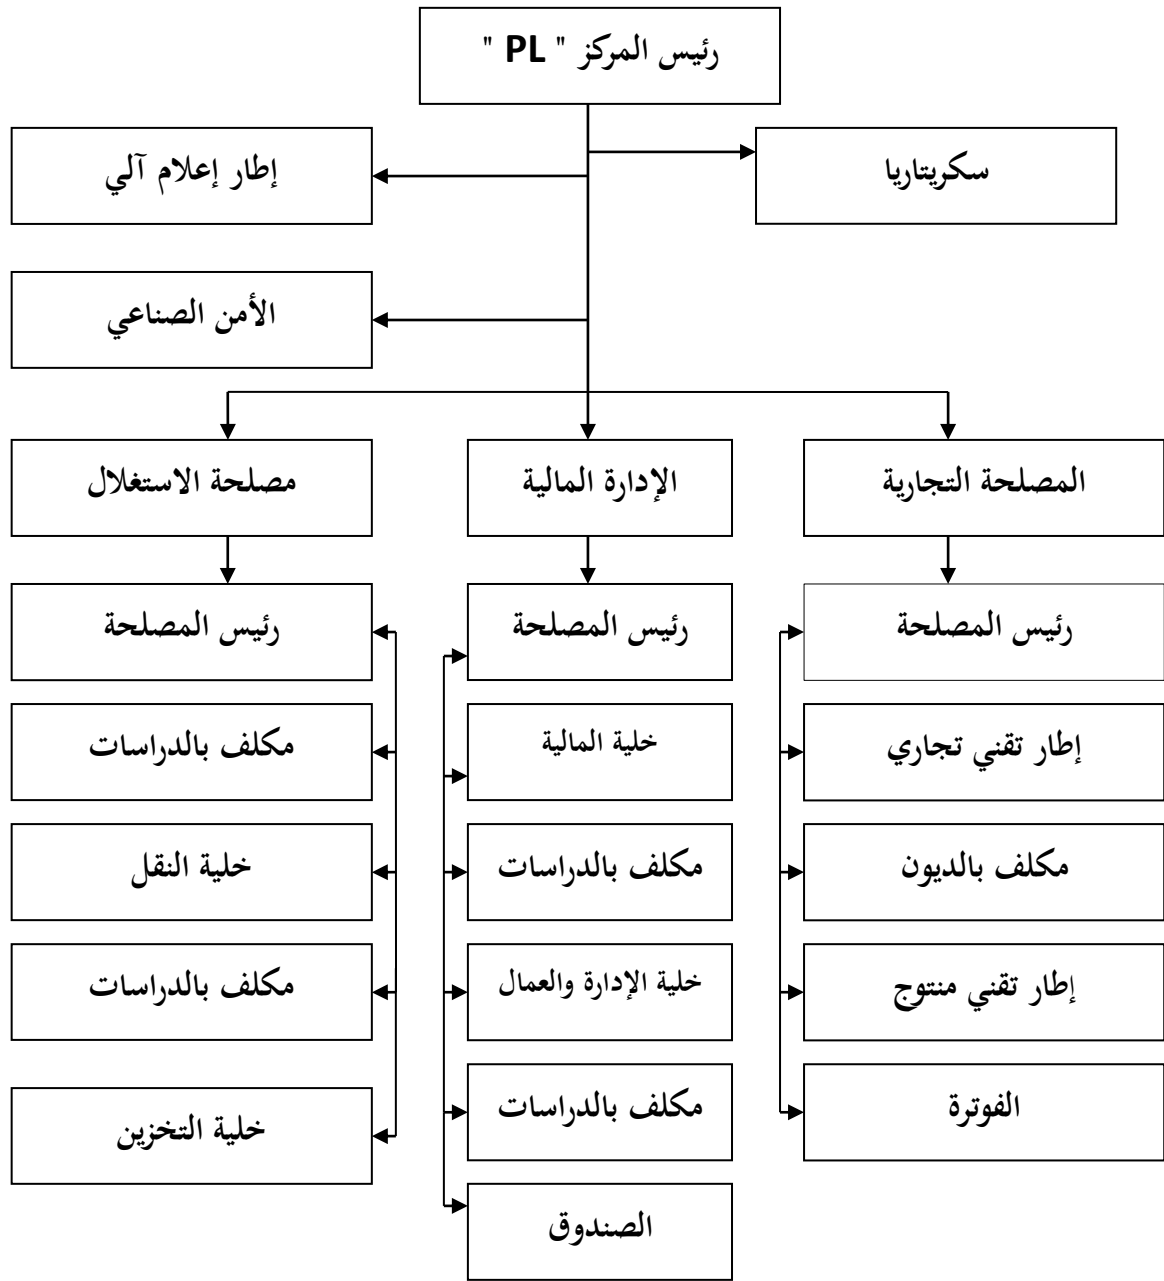 رئيس المركز " PL "
سكريتاريا
إطار إعلام آلي
الأمن الصناعي
المصلحة التجارية
الإدارة المالية
مصلحة الاستغلال
رئيس المصلحة
رئيس المصلحة
رئيس المصلحة
إطار تقني تجاري
خلية المالية
مكلف بالدراسات
مكلف بالديون
مكلف بالدراسات
خلية النقل
إطار تقني منتوج
خلية الإدارة والعمال
مكلف بالدراسات
الفوترة
مكلف بالدراسات
خلية التخزين
الصندوق